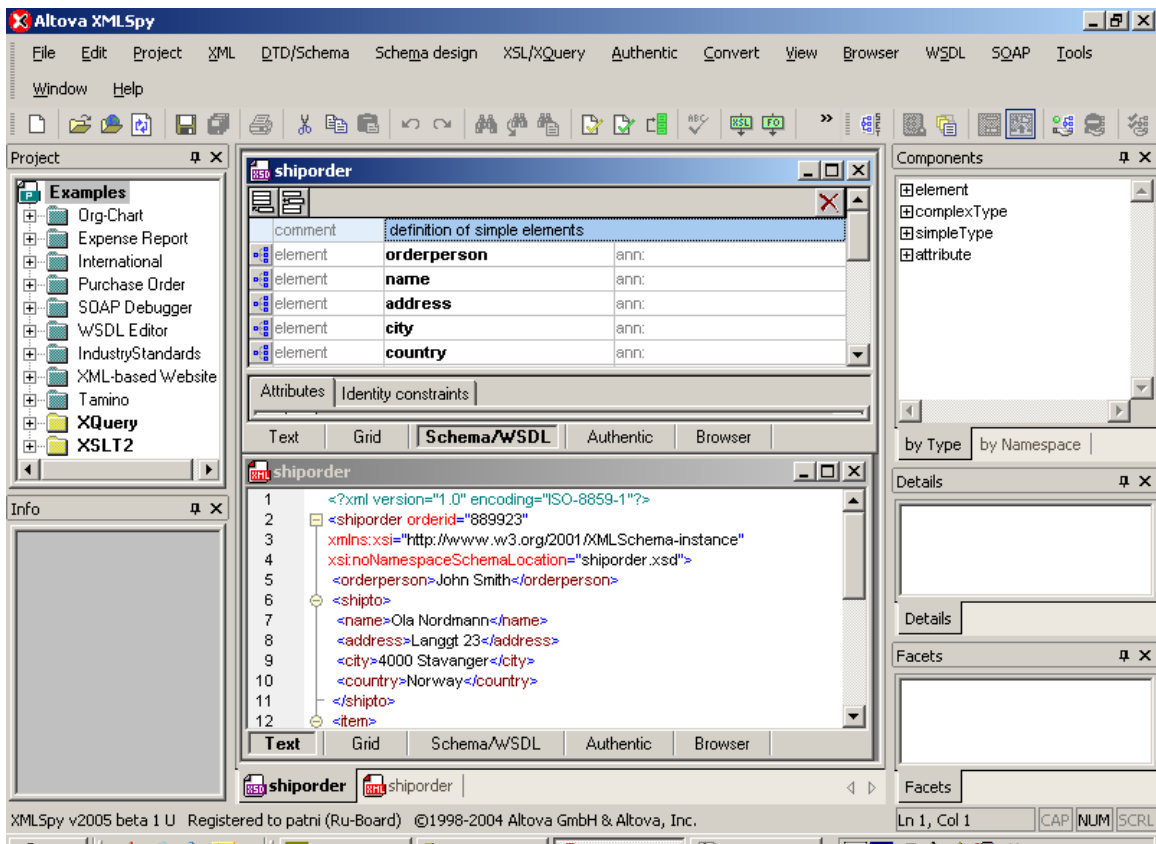 Altova XMLSpy
File Edit Project XML DTD/Schema Schema design XSL/XQuery Authentic Convert View Browser WSDL SOAP Tools
Window Help
ABC XSL FO »
Project
Examples
Org-Chart
Expense Report
International
Purchase Order
SOAP Debugger
WSDL Editor
IndustryStandards
XML-based Website
Tamino
XQuery
XSLT2
Info
XSD shiporder
comment definition of simple elements
element orderperson ann:
element name ann:
element address ann:
element city ann:
element country ann:
Attributes Identity constraints
Text Grid Schema/WSDL Authentic Browser
XML shiporder
1 <?xml version="1.0" encoding="ISO-8859-1"?>
2 <shiporder orderid="889923"
3 xmlns:xsi="http://www.w3.org/2001/XMLSchema-instance"
4 xsi:noNamespaceSchemaLocation="shiporder.xsd">
5 <orderperson>John Smith</orderperson>
6 <shipto>
7 <name>Ola Nordmann</name>
8 <address>Langgt 23</address>
9 <city>4000 Stavanger</city>
10 <country>Norway</country>
11 </shipto>
12 <item>
Text Grid Schema/WSDL Authentic Browser
XSD shiporder XML shiporder
Components
element
complexType
simpleType
attribute
by Type by Namespace
Details
Details
Facets
Facets
XMLSpy v2005 beta 1 U Registered to patni (Ru-Board) ©1998-2004 Altova GmbH & Altova, Inc. Ln 1, Col 1 CAP NUM SCRL